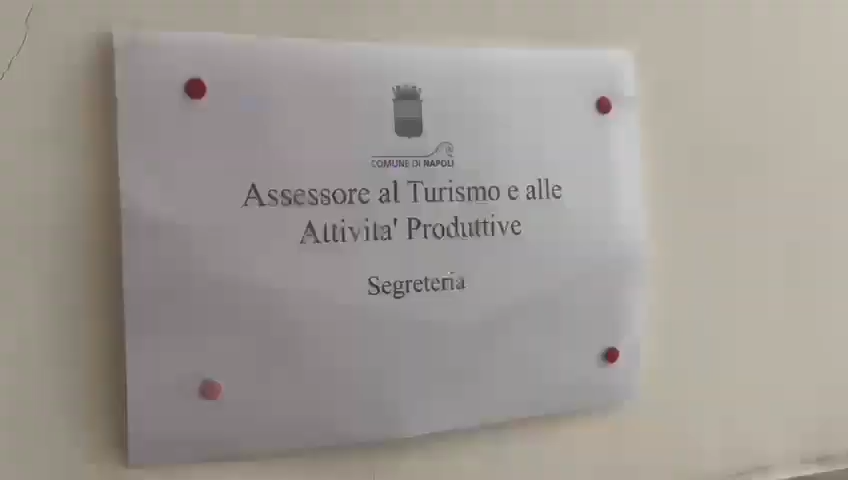 COMUNE DI NAPOLI
Assessore al Turismo e alle
Attivita' Produttive
Segreteria